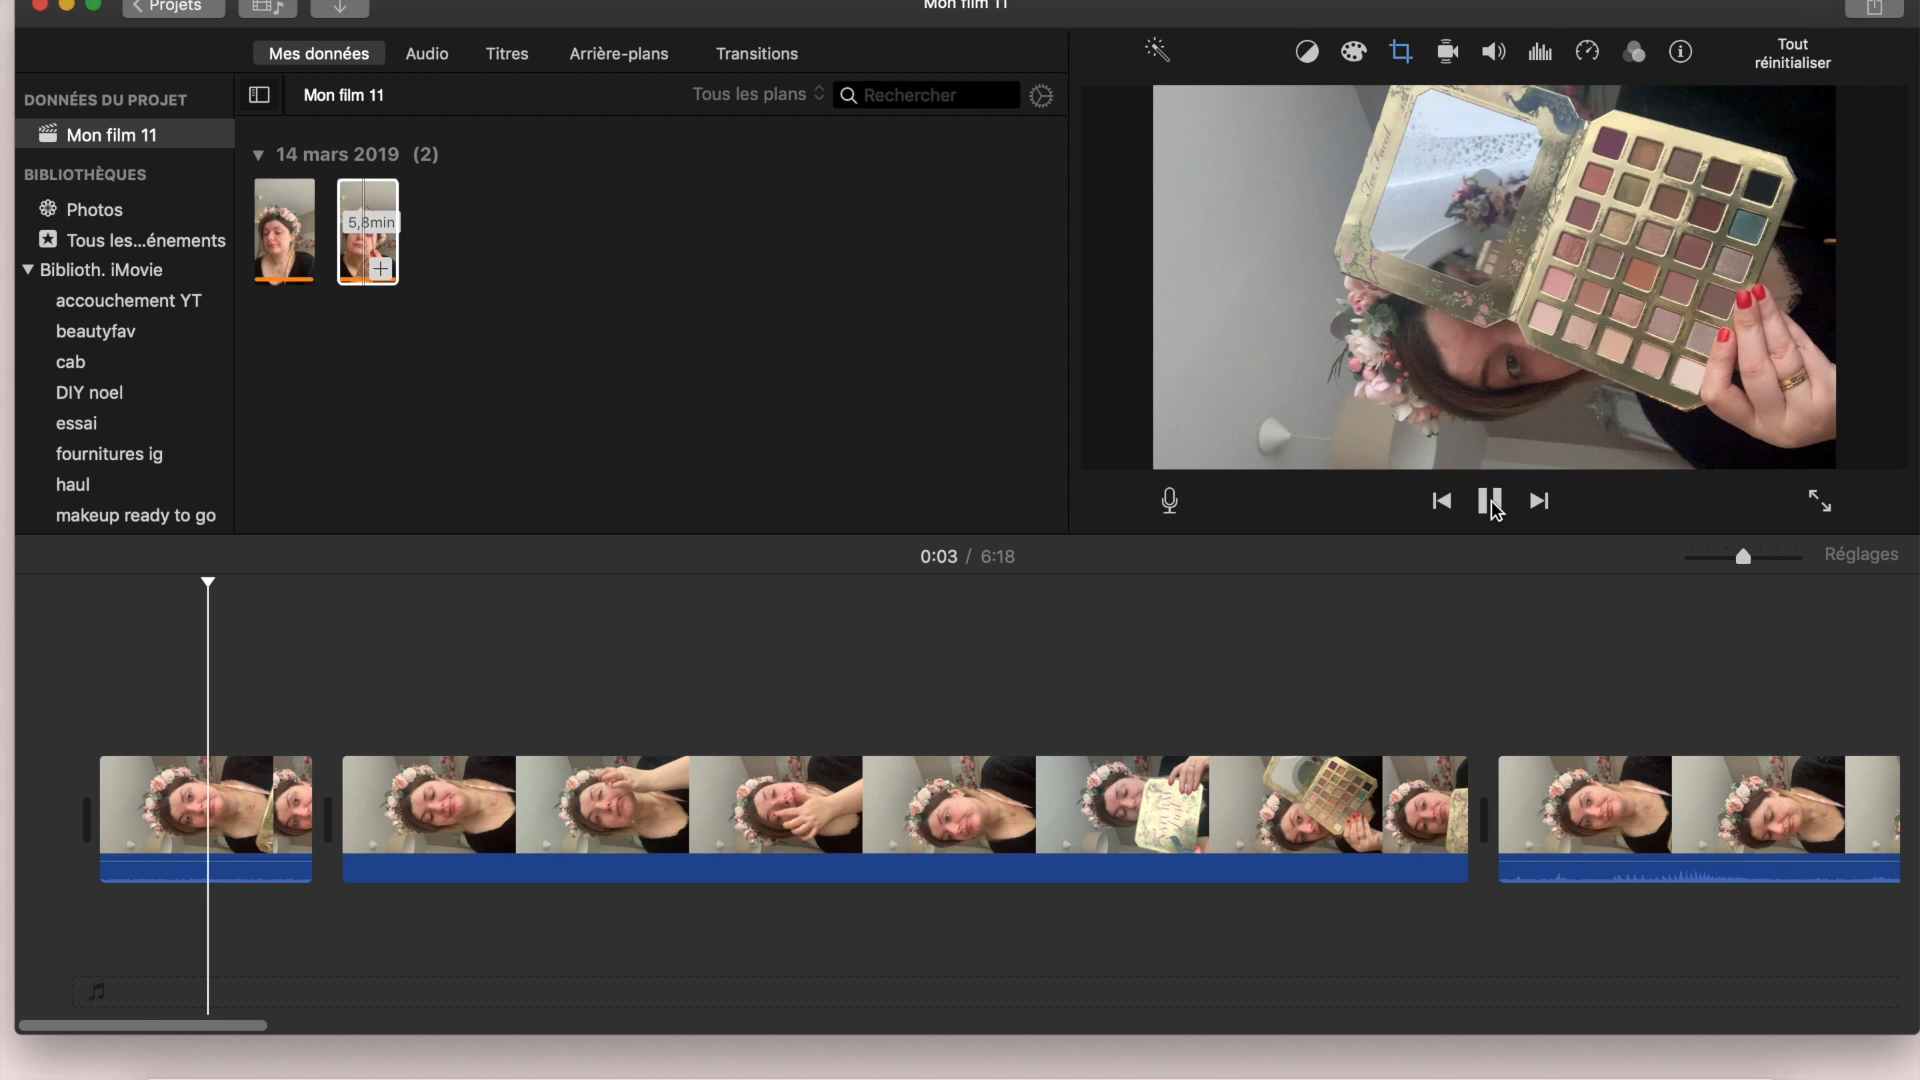 Projets
Mon film 11
Mes données
Audio
Titres
Arrière-plans
Transitions
Tout
réinitialiser
DONNÉES DU PROJET
Mon film 11
Tous les plans
Rechercher
Mon film 11
14 mars 2019 (2)
BIBLIOTHÈQUES
Photos
Tous les...énements
Biblioth. iMovie
accouchement YT
beautyfav
cab
DIY noel
essai
fournitures ig
haul
makeup ready to go
5,8min
Too Faced
0:03 / 6:18
Réglages